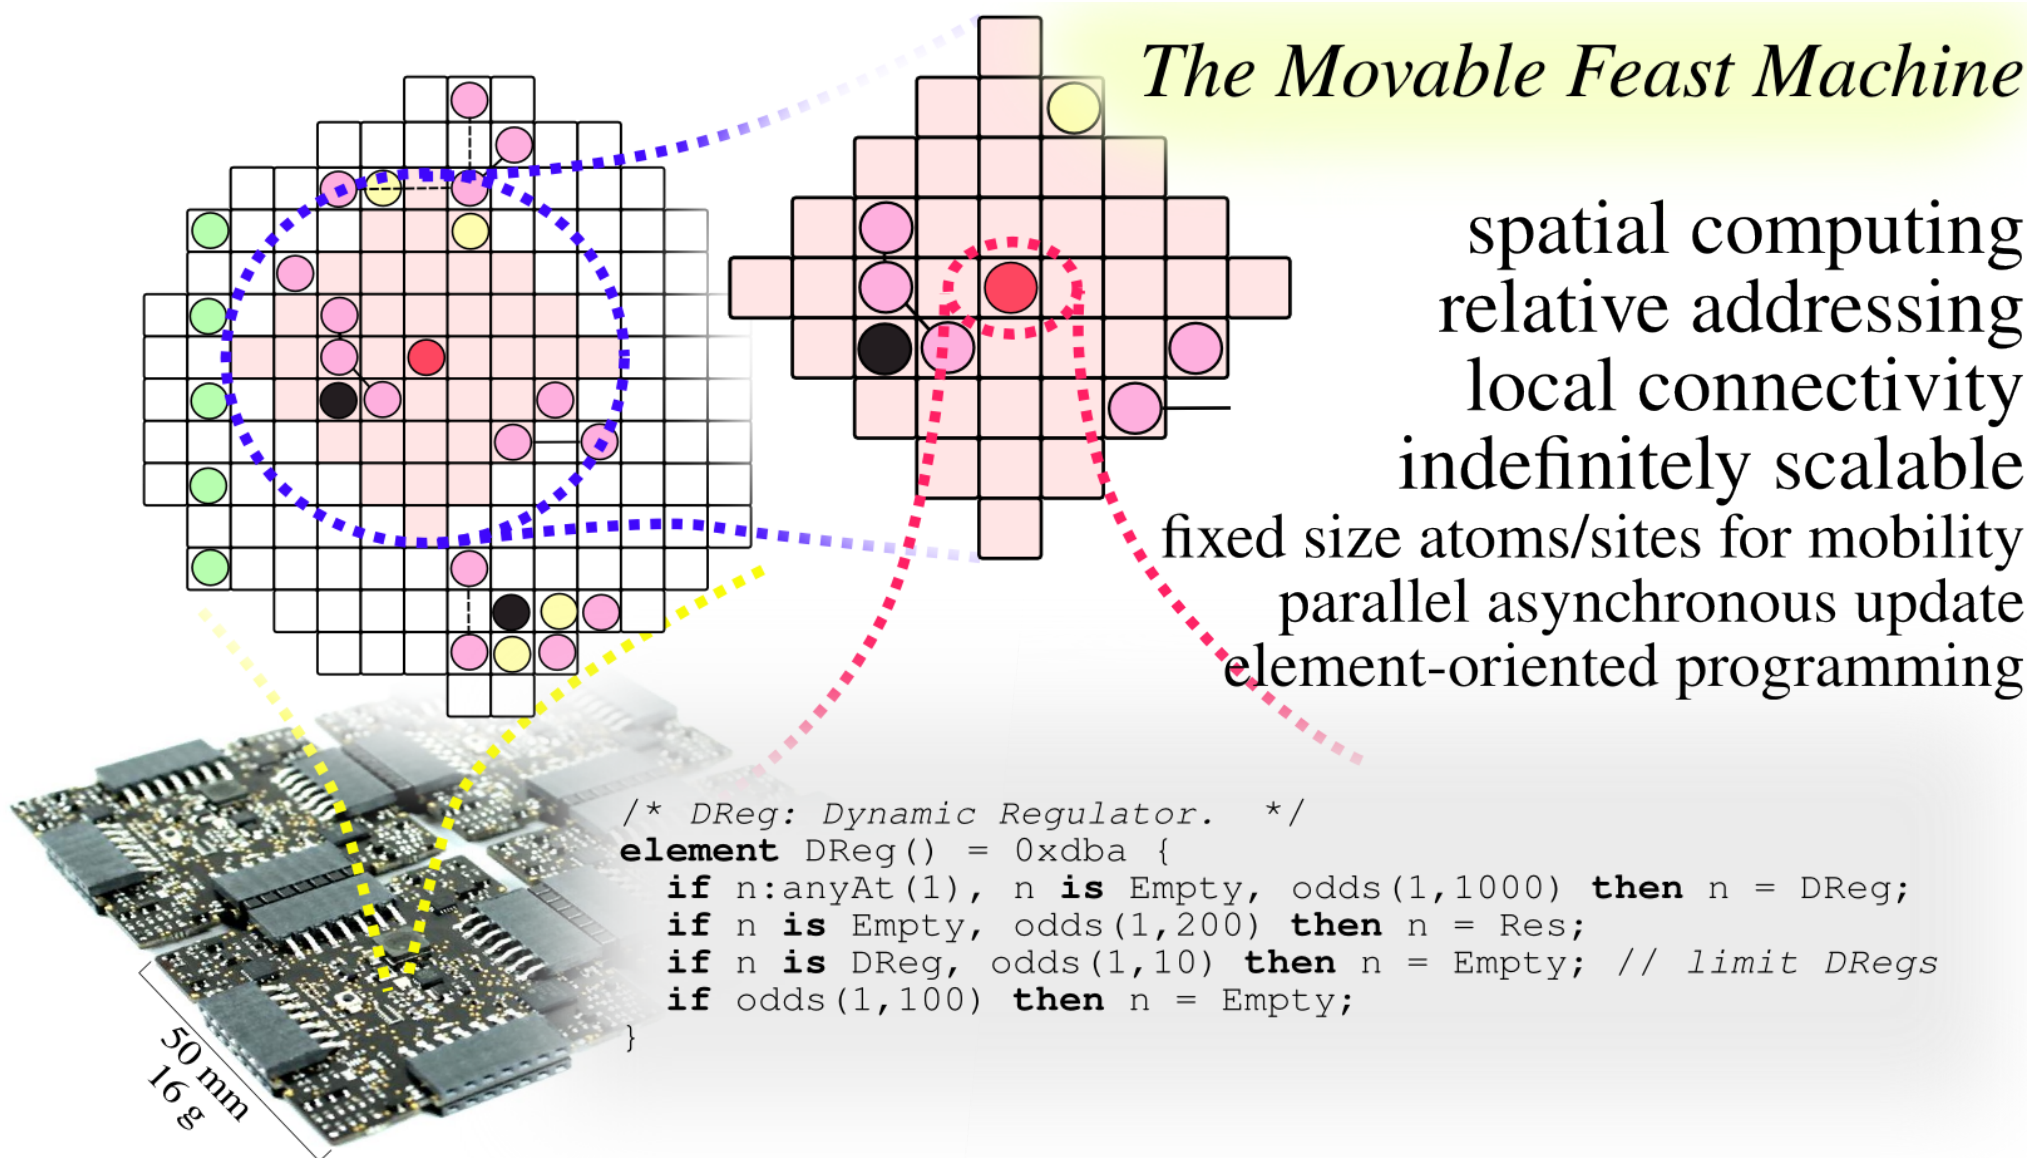 The Movable Feast Machine
spatial computing
relative addressing
local connectivity
indefinitely scalable
fixed size atoms/sites for mobility
parallel asynchronous update
element-oriented programming
/* DReg: Dynamic Regulator.  */
element DReg() = 0xdba {
  if n:anyAt(1), n is Empty, odds(1,1000) then n = DReg;
  if n is Empty, odds(1,200) then n = Res;
  if n is DReg, odds(1,10) then n = Empty; // limit DRegs
  if odds(1,100) then n = Empty;
}
50 mm
16 g